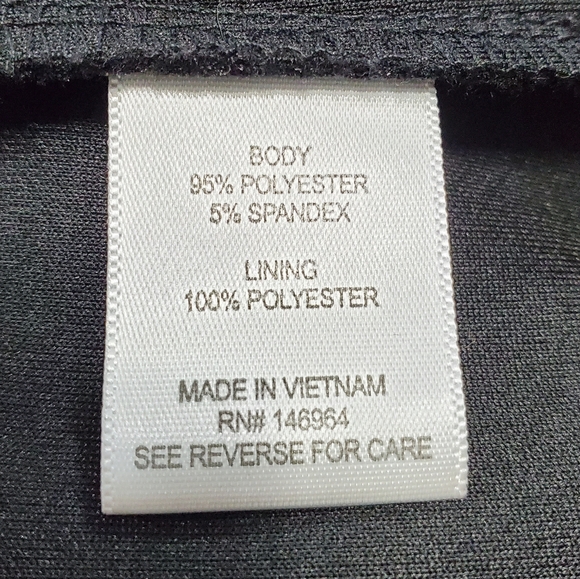 BODY
95% POLYESTER
5% SPANDEX
LINING
100% POLYESTER
MADE IN VIETNAM
RN# 146964
SEE REVERSE FOR CARE